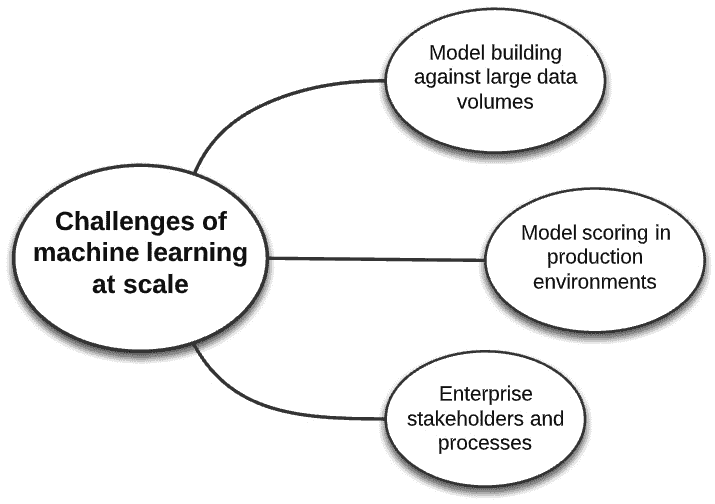 Model building
against large data
volumes
Challenges of
machine learning
at scale
Model scoring in
production
environments
Enterprise
stakeholders and
processes